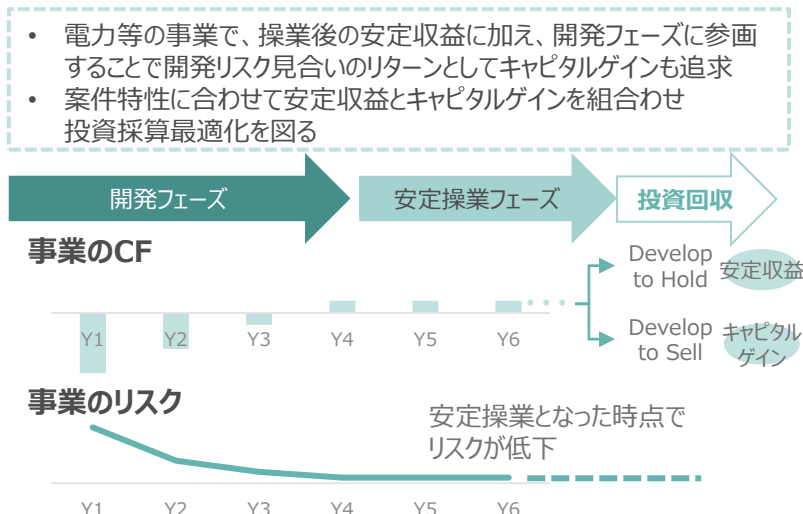 • 電力等の事業で、操業後の安定収益に加え、開発フェーズに参画
することで開発リスク見合いのリターンとしてキャピタルゲインも追求
• 案件特性に合わせて安定収益とキャピタルゲインを組合わせ
投資採算最適化を図る
開発フェーズ
安定操業フェーズ
投資回収
事業のCF
Y1
Y2
Y3
Y4
Y5
Y6
Develop
to Hold
安定収益
Develop
to Sell
キャピタル
ゲイン
事業のリスク
安定操業となった時点で
リスクが低下
Y1
Y2
Y3
Y4
Y5
Y6